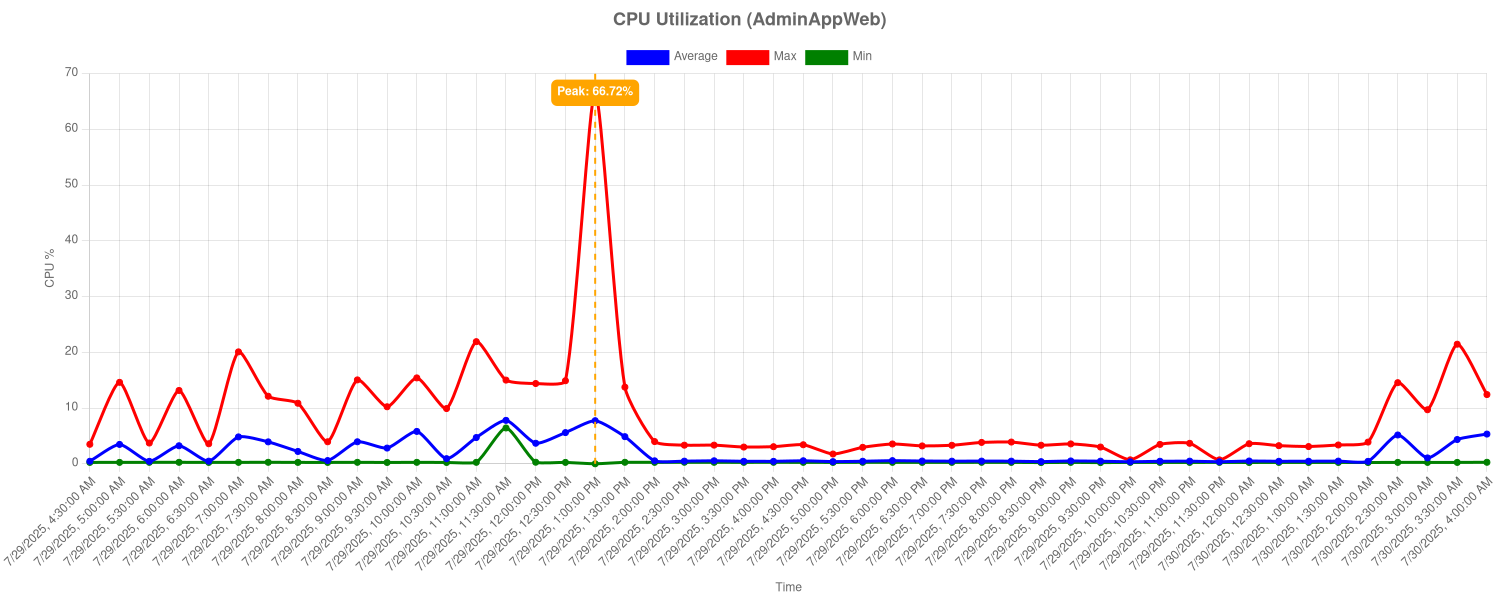 CPU Utilization (AdminAppWeb)
Average Max Min
Peak: 66.72%
70
60
50
40
30
20
10
0
CPU %
7/29/2025, 4:30:00 AM
7/29/2025, 5:00:00 AM
7/29/2025, 5:30:00 AM
7/29/2025, 6:00:00 AM
7/29/2025, 6:30:00 AM
7/29/2025, 7:00:00 AM
7/29/2025, 7:30:00 AM
7/29/2025, 8:00:00 AM
7/29/2025, 8:30:00 AM
7/29/2025, 9:00:00 AM
7/29/2025, 9:30:00 AM
7/29/2025, 10:00:00 AM
7/29/2025, 10:30:00 AM
7/29/2025, 11:00:00 AM
7/29/2025, 11:30:00 AM
7/29/2025, 12:00:00 PM
7/29/2025, 12:30:00 PM
7/29/2025, 1:00:00 PM
7/29/2025, 1:30:00 PM
7/29/2025, 2:00:00 PM
7/29/2025, 2:30:00 PM
7/29/2025, 3:00:00 PM
7/29/2025, 3:30:00 PM
7/29/2025, 4:00:00 PM
7/29/2025, 4:30:00 PM
7/29/2025, 5:00:00 PM
7/29/2025, 5:30:00 PM
7/29/2025, 6:00:00 PM
7/29/2025, 6:30:00 PM
7/29/2025, 7:00:00 PM
7/29/2025, 7:30:00 PM
7/29/2025, 8:00:00 PM
7/29/2025, 8:30:00 PM
7/29/2025, 9:00:00 PM
7/29/2025, 9:30:00 PM
7/29/2025, 10:00:00 PM
7/29/2025, 10:30:00 PM
7/29/2025, 11:00:00 PM
7/29/2025, 11:30:00 PM
7/30/2025, 12:00:00 AM
7/30/2025, 12:30:00 AM
7/30/2025, 1:00:00 AM
7/30/2025, 1:30:00 AM
7/30/2025, 2:00:00 AM
7/30/2025, 2:30:00 AM
7/30/2025, 3:00:00 AM
7/30/2025, 3:30:00 AM
7/30/2025, 4:00:00 AM
Time